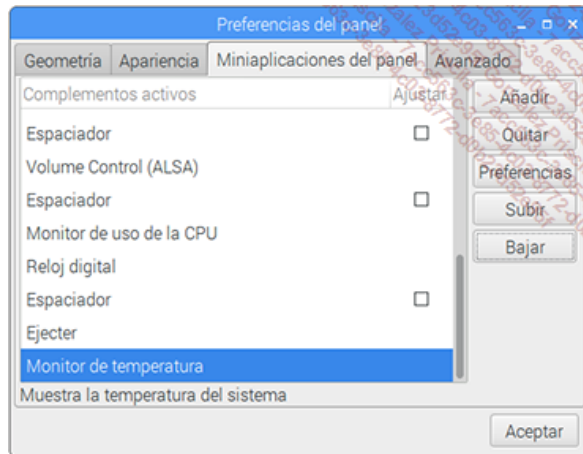 Preferencias del panel
Geometría Apariencia Miniaplicaciones del panel Avanzado
Complementos activos Ajustar Añadir
Espaciador Quitar
Volume Control (ALSA) Preferencias
Espaciador Subir
Monitor de uso de la CPU Bajar
Reloj digital
Espaciador
Ejecter
Monitor de temperatura
Muestra la temperatura del sistema
Aceptar